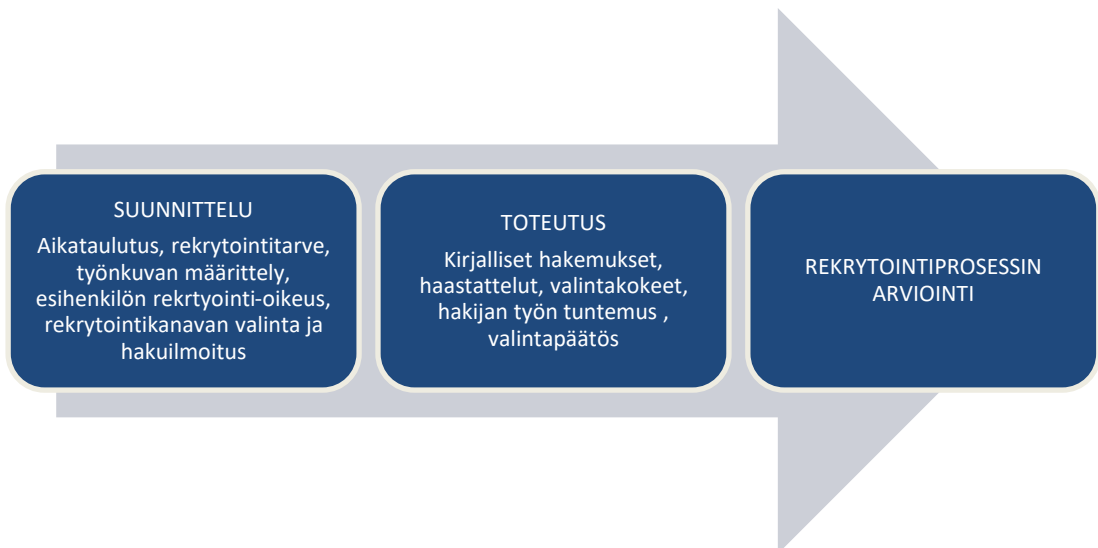 SUUNNITTELU
Aikataulutus, rekrytointitarve,
työnkuvan määrittely,
esihenkilön rekrtyointi-oikeus,
rekrytointikanavan valinta ja
hakuilmoitus
TOTEUTUS
Kirjalliset hakemukset,
haastattelut, valintakokeet,
hakijan työn tuntemus ,
valintapäätös
REKRYTOINTIPROSESSIN
ARVIOINTI